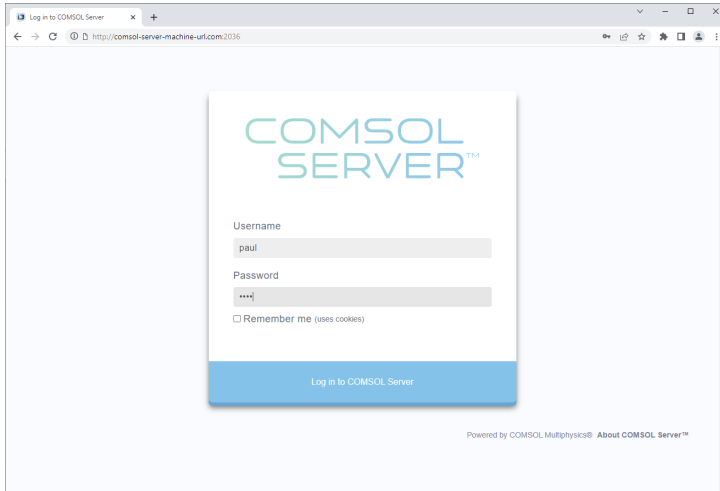 Log in to COMSOL Server
http://comsol-server-machine-url.com:2036
COMSOL
SERVER™
Username
paul
Password
••••
Remember me (uses cookies)
Log in to COMSOL Server
Powered by COMSOL Multiphysics® About COMSOL Server™